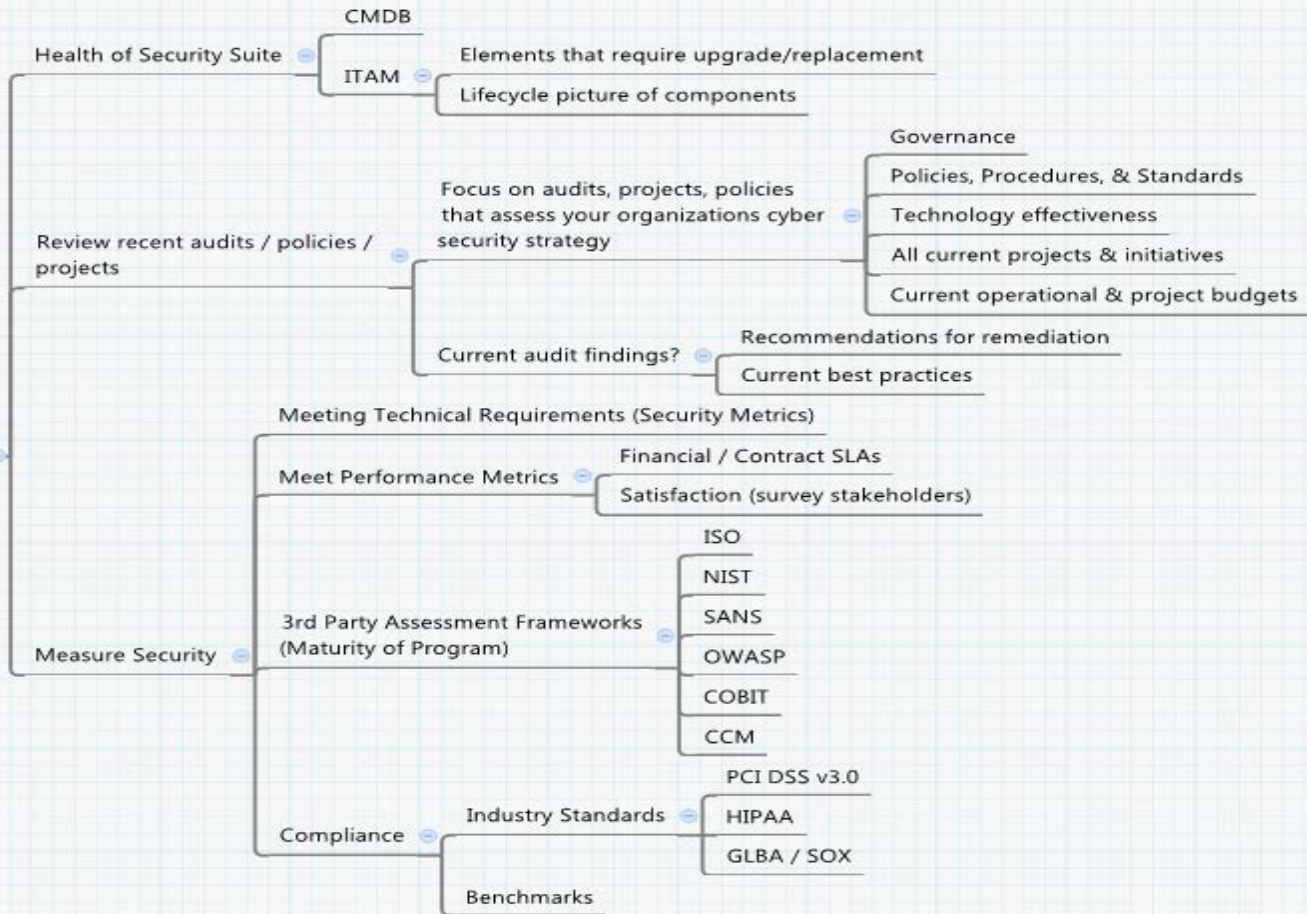 CMDB
Health of Security Suite
Elements that require upgrade/replacement
ITAM
Lifecycle picture of components
Governance
Policies, Procedures, & Standards
Focus on audits, projects, policies
that assess your organizations cyber
security strategy
Technology effectiveness
Review recent audits / policies /
projects
All current projects & initiatives
Current operational & project budgets
Recommendations for remediation
Current audit findings?
Current best practices
Meeting Technical Requirements (Security Metrics)
Financial / Contract SLAs
Meet Performance Metrics
Satisfaction (survey stakeholders)
ISO
NIST
SANS
3rd Party Assessment Frameworks
(Maturity of Program)
Measure Security
OWASP
COBIT
CCM
PCI DSS v3.0
Industry Standards
HIPAA
Compliance
GLBA / SOX
Benchmarks